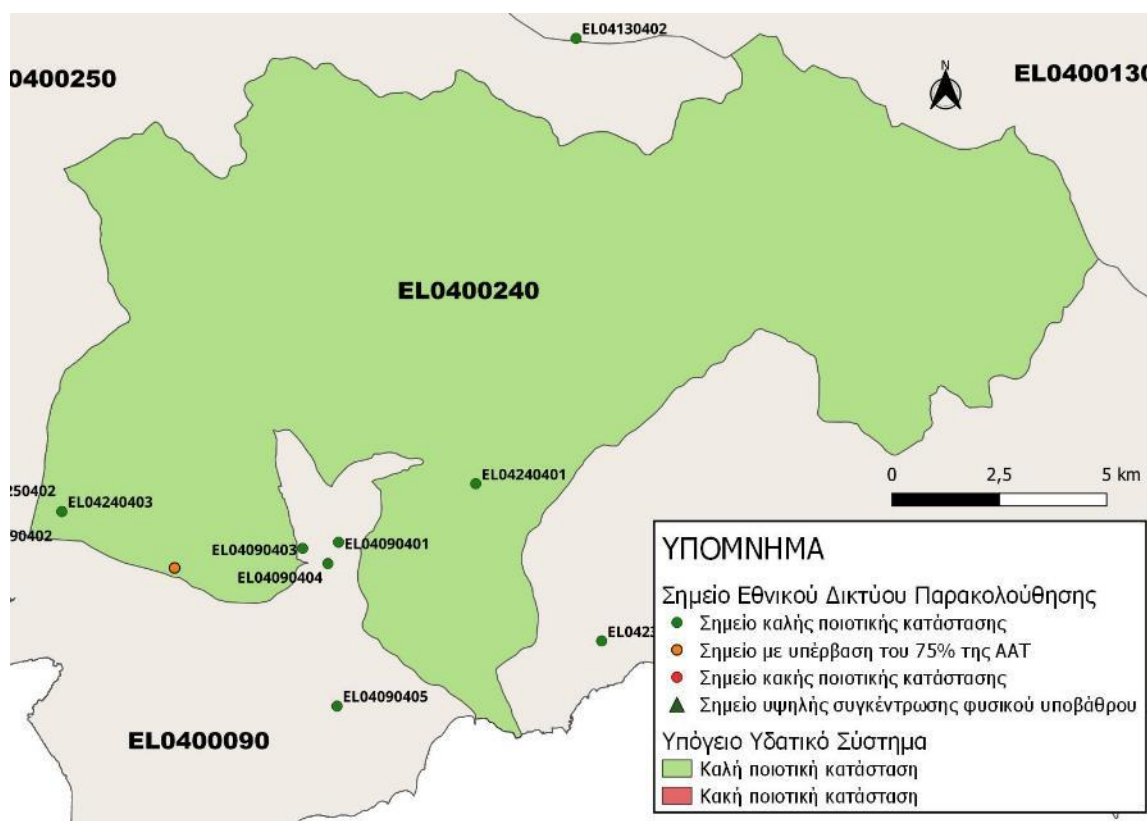 EL04130402
0400250
N
EL0400130
EL0400240
EL04240401
250402
EL04240403
90402
EL04090403
EL04090401
EL04090404
EL0423
EL04090405
EL0400090
0 2,5 5 km
ΥΠΟΜΝΗΜΑ
Σημείο Εθνικού Δικτύου Παρακολούθησης
Σημείο καλής ποιοτικής κατάστασης
Σημείο με υπέρβαση του 75% της ΑΑΤ
Σημείο κακής ποιοτικής κατάστασης
Σημείο υψηλής συγκέντρωσης φυσικού υποβάθρου
Υπόγειο Υδατικό Σύστημα
Καλή ποιοτική κατάσταση
Κακή ποιοτική κατάσταση